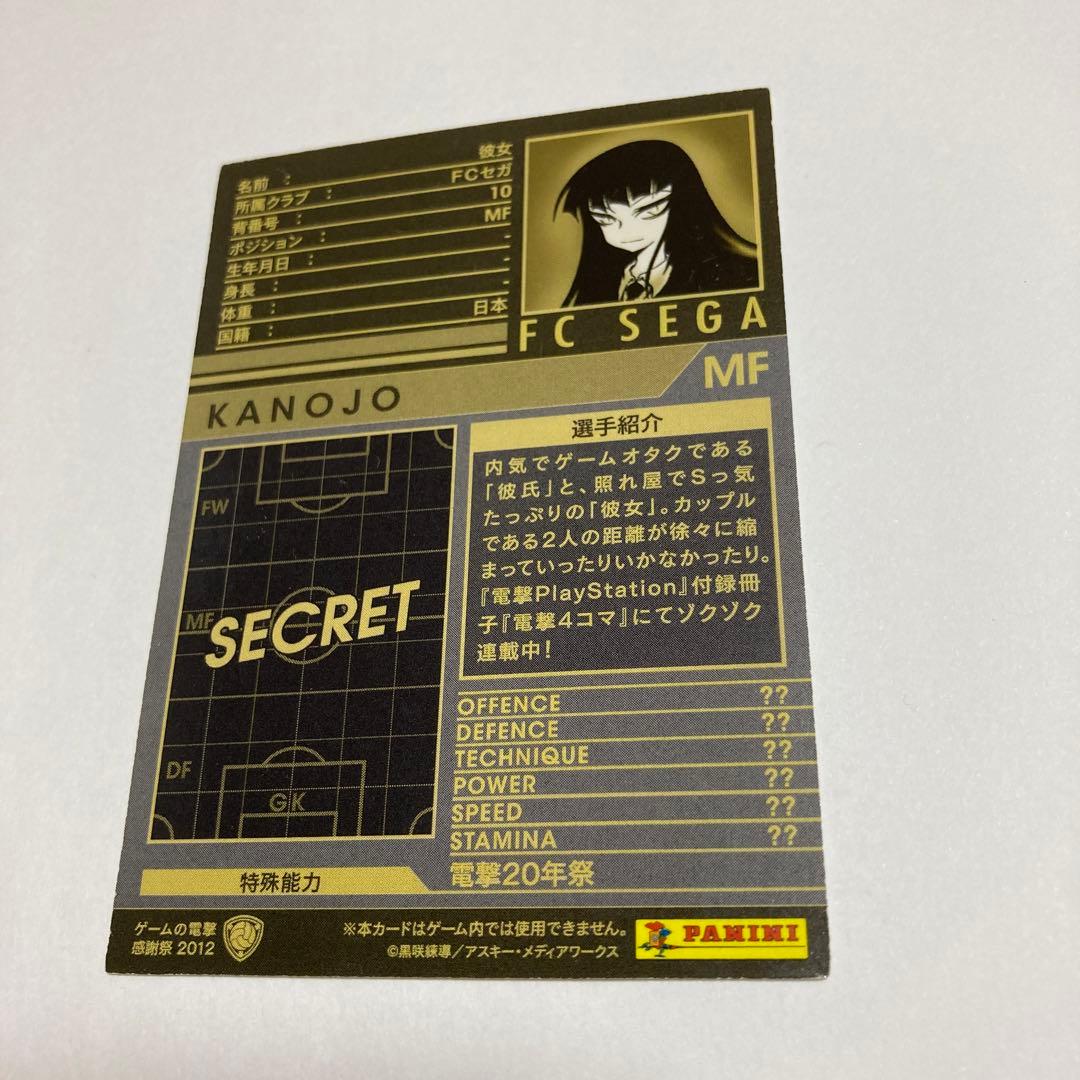 名前 : 彼女
所属クラブ : FCセガ
背番号 : 10
ポジション : MF
生年月日 : -
身長 : -
体重 : -
国籍 : 日本
FC SEGA
KANOJO
MF
FW
MF
SECRET
DF
GK
選手紹介
内気でゲームオタクである
「彼氏」と、照れ屋でSっ気
たっぷりの「彼女」。カップル
である2人の距離が徐々に縮
まっていったりいかなかったり。
『電撃PlayStation』付録冊
子『電撃4コマ』にてゾクゾク
連載中!
OFFENCE ??
DEFENCE ??
TECHNIQUE ??
POWER ??
SPEED ??
STAMINA ??
特殊能力
電撃20年祭
ゲームの電撃
感謝祭 2012
※本カードはゲーム内では使用できません。
©黒咲練導/アスキー・メディアワークス
PANINI